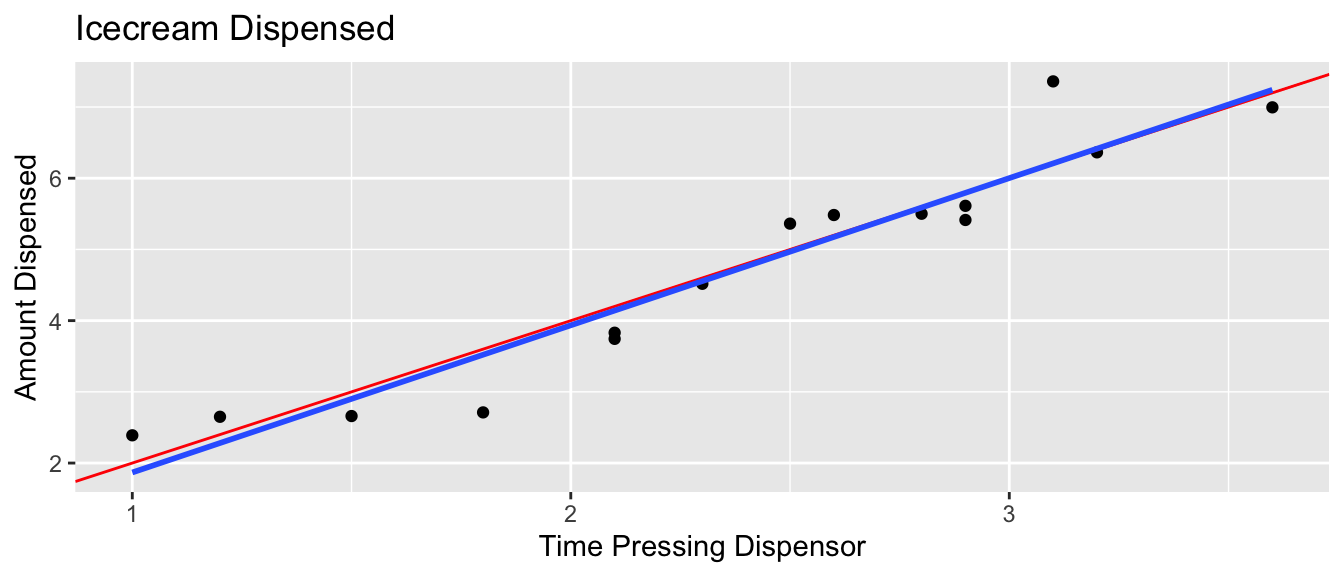 Icecream Dispensed
Amount Dispensed
6
4
2
1 2 3
Time Pressing Dispensor